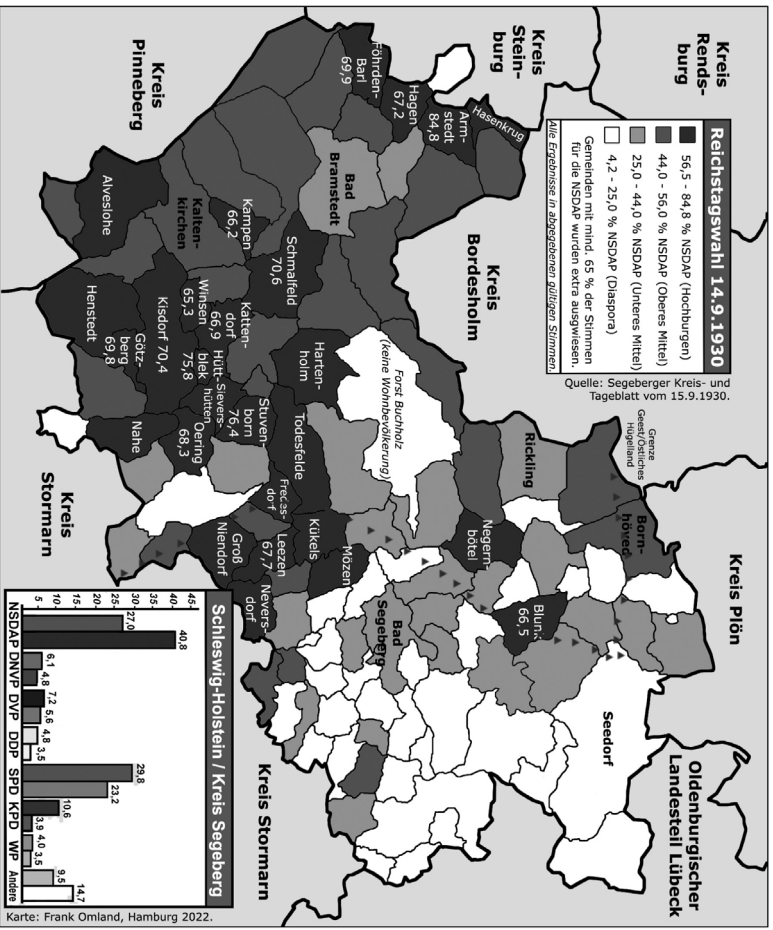 Kreis
Rends-
burg
Kreis
Stein-
burg
Kreis
Pinneberg
Kreis
Bordesholm
Kreis Plön
Oldenburgischer
Landesteil Lübeck
Kreis
Stormarn
Kreis Stormarn
Reichstagswahl 14.9.1930
56,5 - 84,8 % NSDAP (Hochburgen)
44,0 - 56,0 % NSDAP (Oberes Mittel)
25,0 - 44,0 % NSDAP (Unteres Mittel)
4,2 - 25,0 % NSDAP (Diaspora)
Gemeinden mit mind. 65 % der Stimmen
für die NSDAP wurden extra ausgwiesen.
Alle Ergebnisse in abgegebenen gültigen Stimmen.
Quelle: Segeberger Kreis- und
Tageblatt vom 15.9.1930.
Grenze
Geest/Östliches
Hügelland
Hasenkrug
Arm-
stedt
84,8
Hagen
67,2
Föhrden-
Barl
69,9
Bad
Bramstedt
Rickling
Born-
höved
Seedorf
Forst Buchholz
(keine Wohnbevölkerung)
Negern-
bötel
Blunk
66,5
Harten-
holm
Schmalfeld
70,6
Kampen
66,2
Kalten-
kirchen
Alveslohe
Katten-
dorf
66,9
Winsen
65,3
Hütt-
blek
75,8
Kisdorf 70,4
Henstedt
Götz-
berg
69,8
Sievers-
hütten
Stuven-
born
76,4
Oering
68,3
Nahe
Todesfelde
Fredes-
dorf
Kükels
Mözen
Leezen
67,7
Groß
Niendorf
Nevers-
dorf
Bad
Segeberg
Schleswig-Holstein / Kreis Segeberg
45
40
35
30
25
20
15
10
5
27,0
40,8
6,1
4,8
7,2
5,6
4,8
3,5
29,8
23,2
10,6
3,9
4,0
3,5
9,5
14,7
NSDAP
DNVP
DVP
DDP
SPD
KPD
WP
Andere
Karte: Frank Omland, Hamburg 2022.